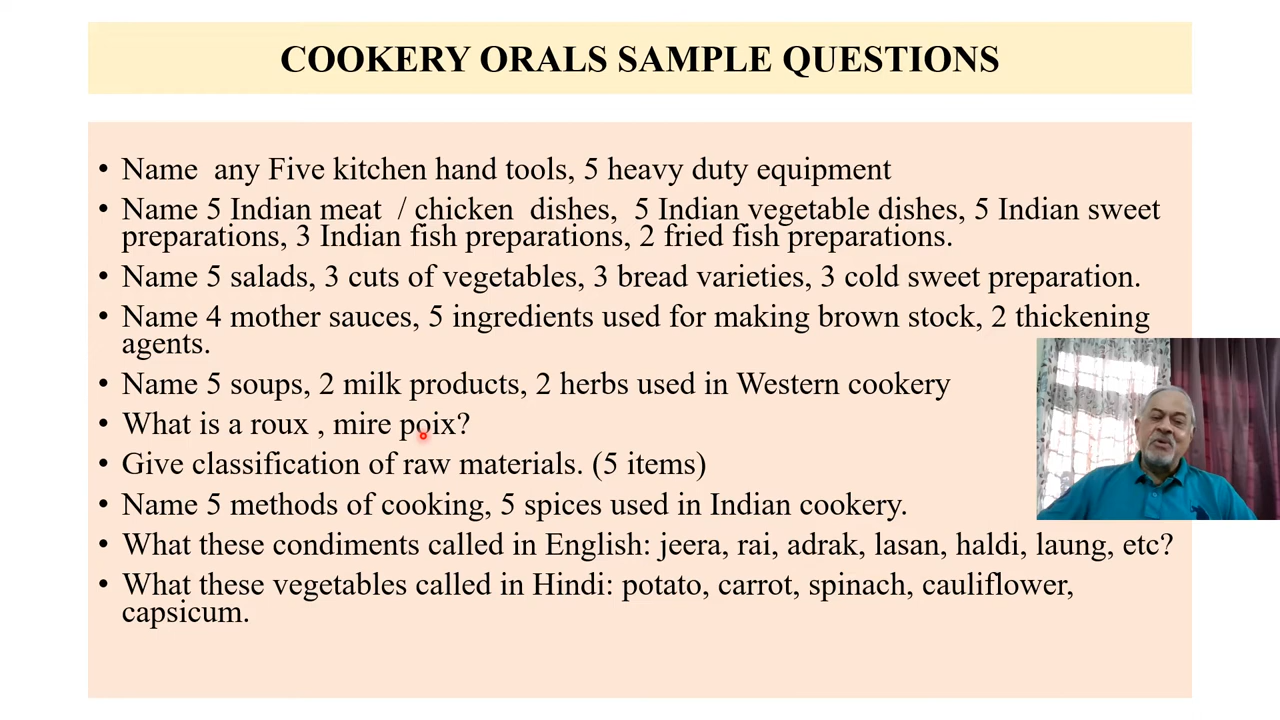 COOKERY ORALS SAMPLE QUESTIONS
• Name any Five kitchen hand tools, 5 heavy duty equipment
• Name 5 Indian meat / chicken dishes, 5 Indian vegetable dishes, 5 Indian sweet
preparations, 3 Indian fish preparations, 2 fried fish preparations.
• Name 5 salads, 3 cuts of vegetables, 3 bread varieties, 3 cold sweet preparation.
• Name 4 mother sauces, 5 ingredients used for making brown stock, 2 thickening
agents.
• Name 5 soups, 2 milk products, 2 herbs used in Western cookery
• What is a roux , mire poix?
• Give classification of raw materials. (5 items)
• Name 5 methods of cooking, 5 spices used in Indian cookery.
• What these condiments called in English: jeera, rai, adrak, lasan, haldi, laung, etc?
• What these vegetables called in Hindi: potato, carrot, spinach, cauliflower,
capsicum.